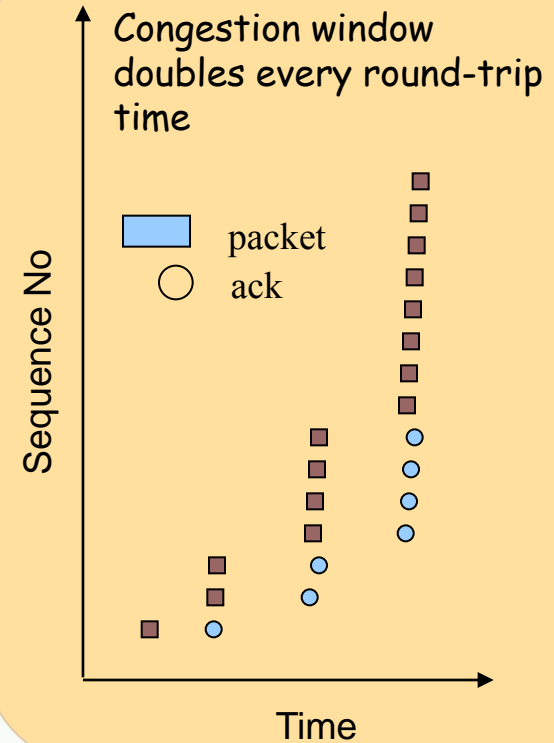 Congestion window
doubles every round-trip
time
packet
ack
Sequence No
Time